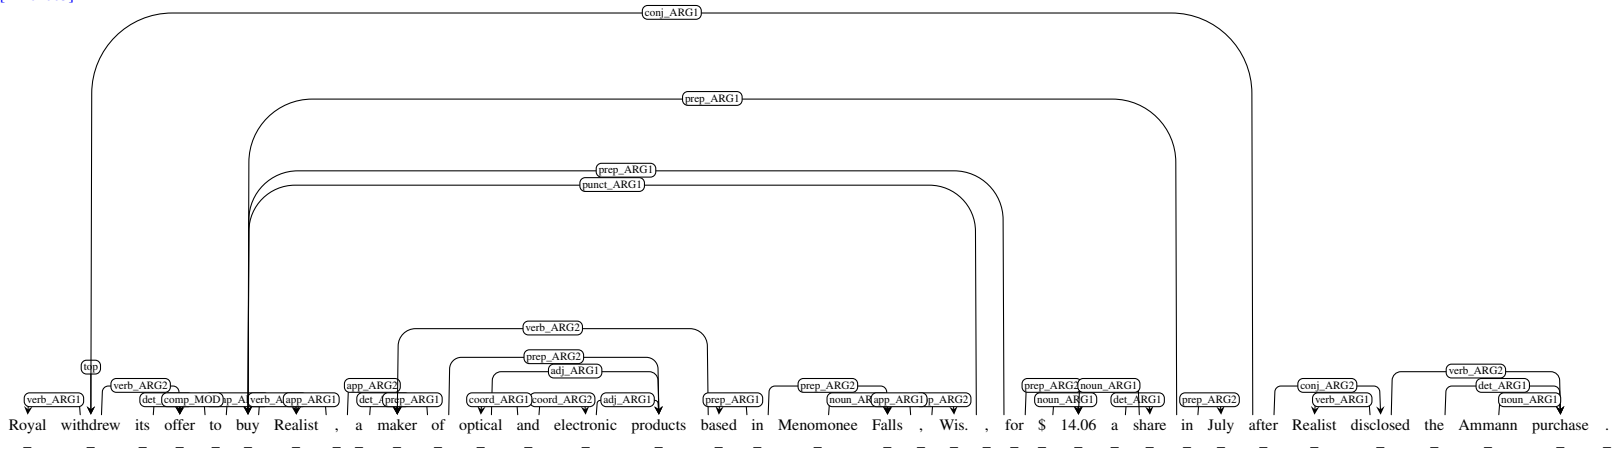 conj_ARG1
prep_ARG1
prep_ARG1
punct_ARG1
verb_ARG2
prep_ARG2
top adj_ARG1 verb_ARG2
verb_ARG2 app_ARG2 prep_ARG2 prep_ARG2 noun_ARG1 conj_ARG2 det_ARG1
verb_ARG1 comp_MOD app_ARG1 prep_ARG1 coord_ARG1 coord_ARG2 adj_ARG1 prep_ARG1 app_ARG1 noun_ARG1 det_ARG1 prep_ARG2 verb_ARG1 noun_ARG1
Royal withdrew its offer to buy Realist , a maker of optical and electronic products based in Menomonee Falls , Wis. , for $ 14.06 a share in July after Realist disclosed the Ammann purchase .
_ _ _ _ _ _ _ _ _ _ _ _ _ _ _ _ _ _ _ _ _ _ _ _ _ _ _ _ _ _ _ _ _ _ _ _